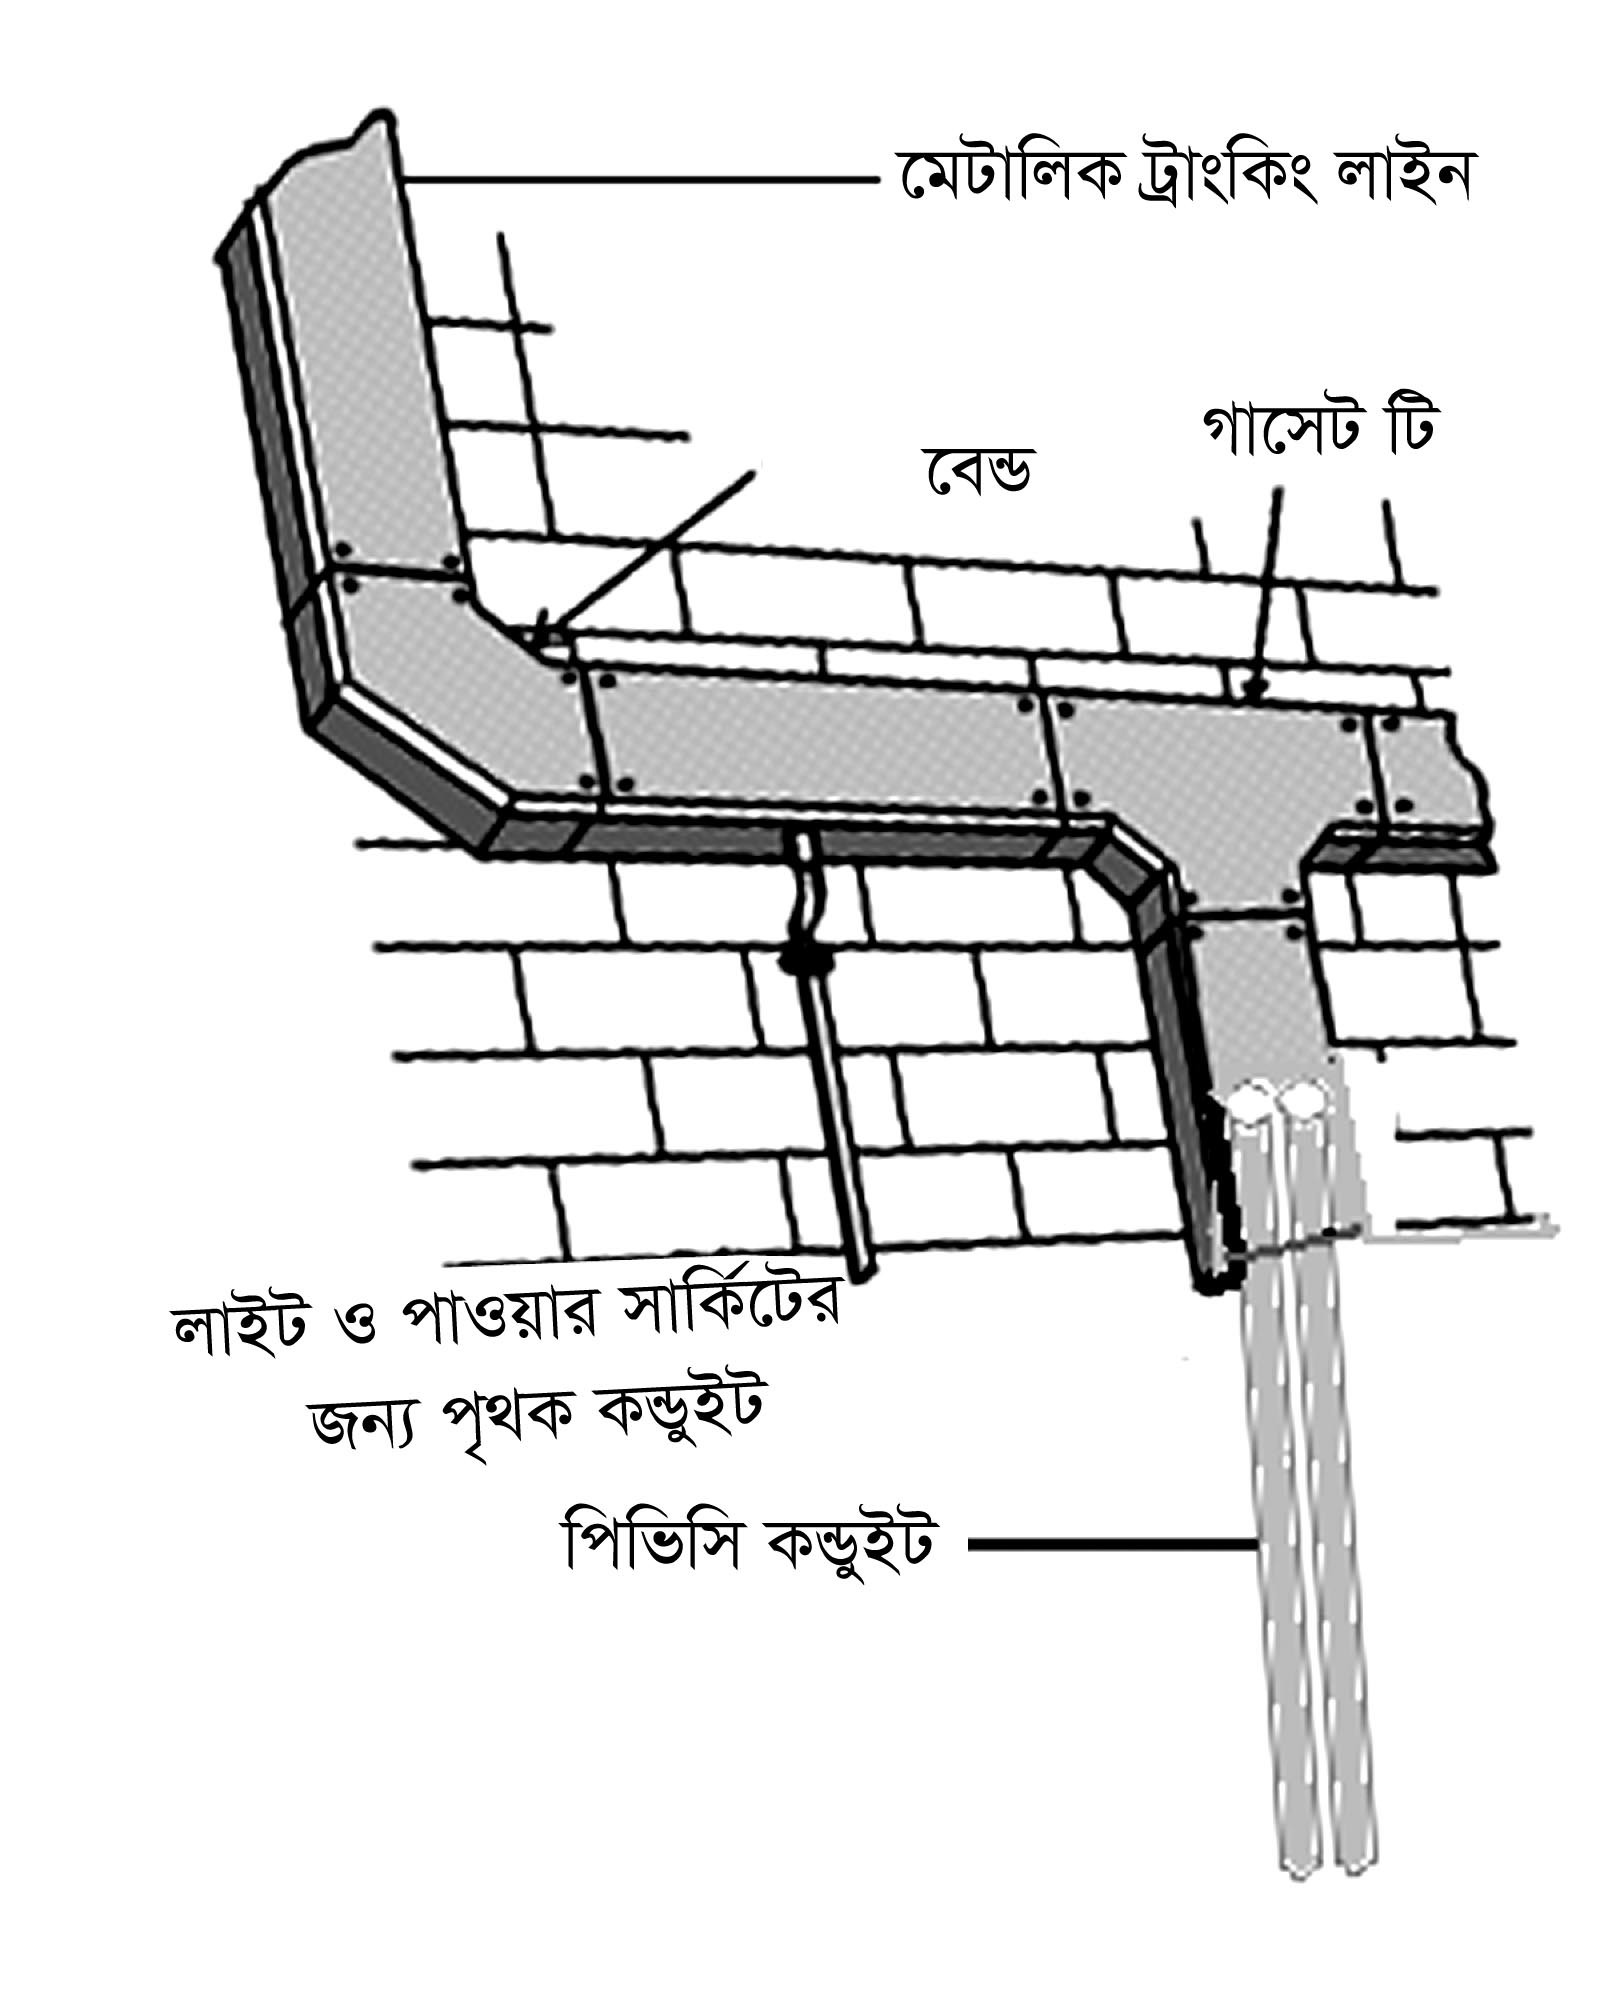 মেটালিক ট্রাংকিং লাইন
গাসেট টি
বেন্ড
লাইট ও পাওয়ার সার্কিটের
জন্য পৃথক কন্ডুইট
পিভিসি কন্ডুইট